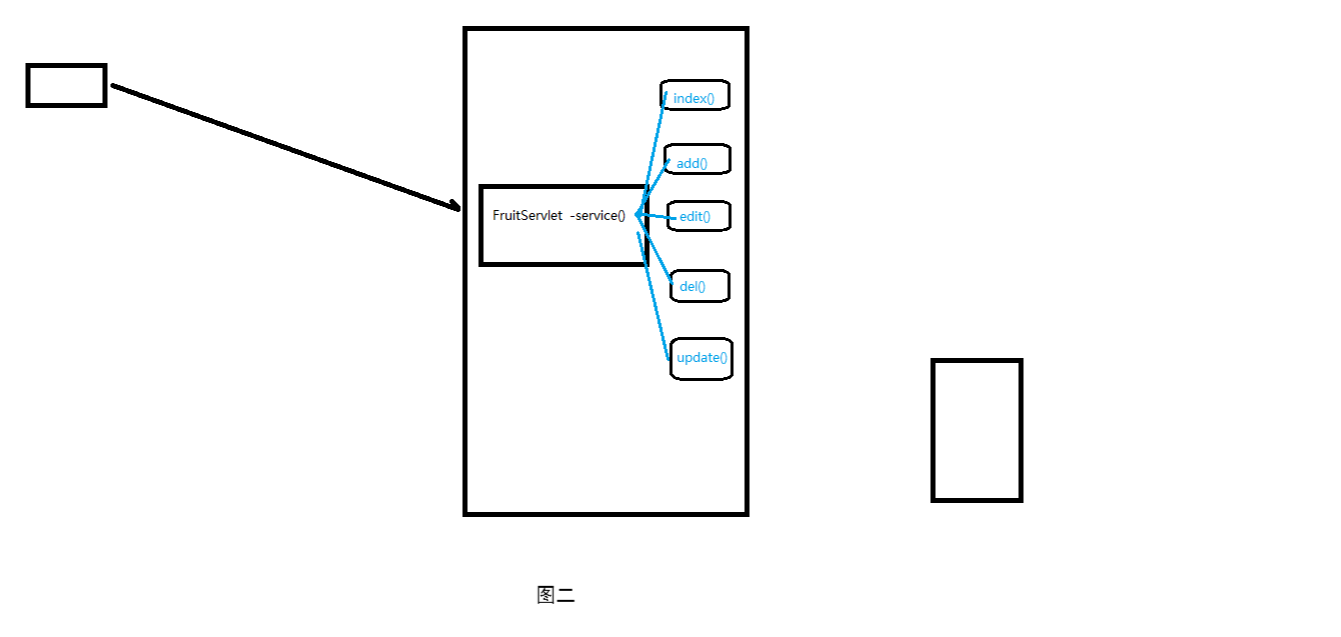 index()
add()
FruitServlet -service()
edit()
del()
update()
图二